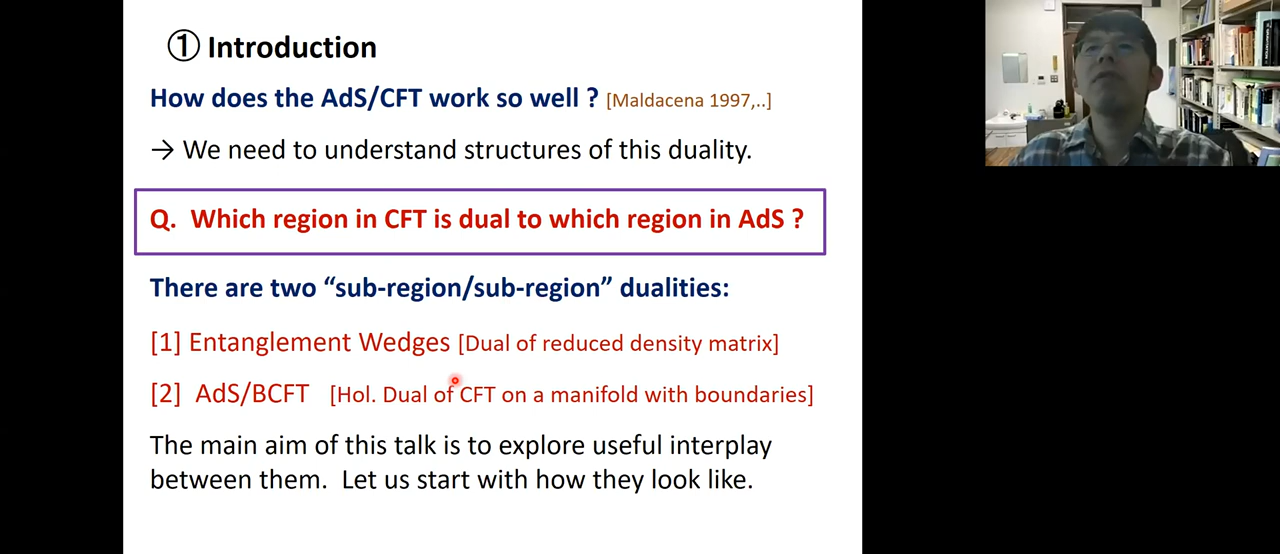 ① Introduction
How does the AdS/CFT work so well ? [Maldacena 1997,..]
→ We need to understand structures of this duality.
Q. Which region in CFT is dual to which region in AdS ?
There are two “sub-region/sub-region” dualities:
[1] Entanglement Wedges [Dual of reduced density matrix]
[2] AdS/BCFT [Hol. Dual of CFT on a manifold with boundaries]
The main aim of this talk is to explore useful interplay
between them. Let us start with how they look like.